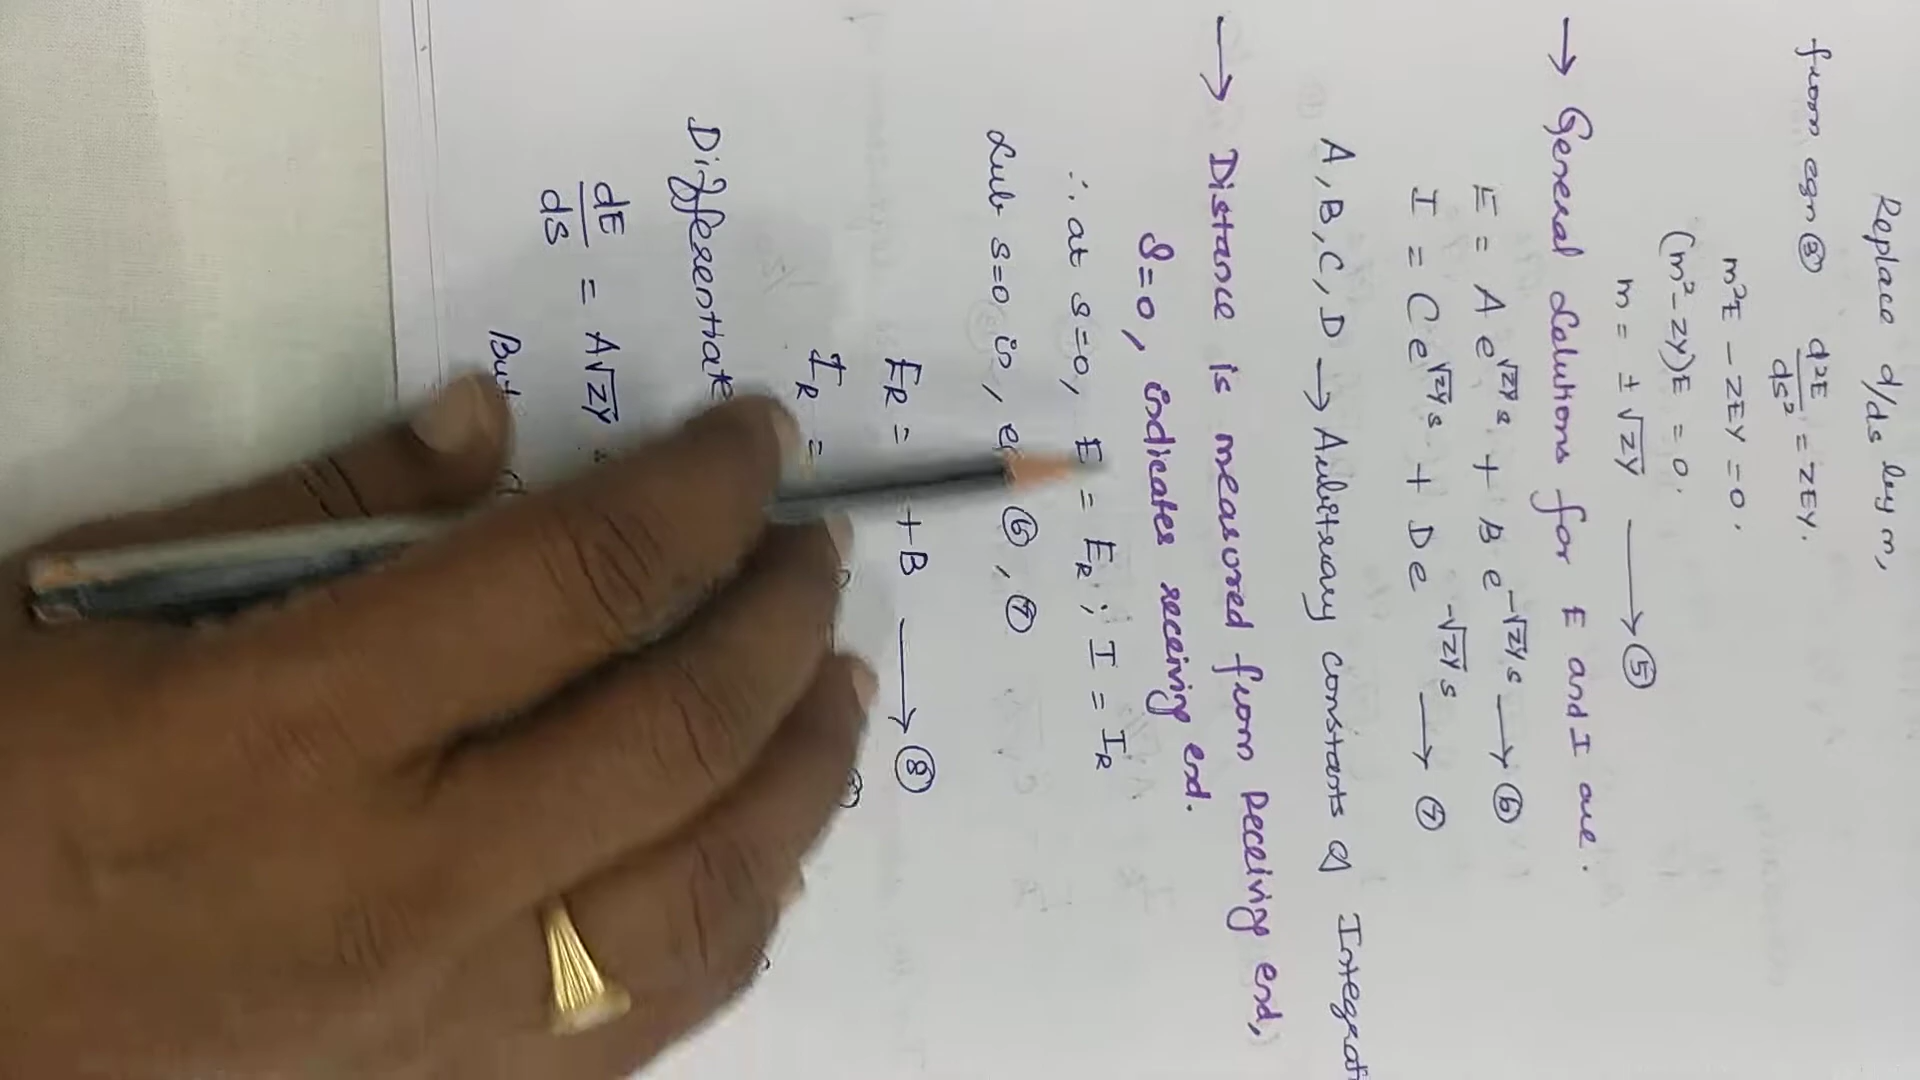 Replace d/ds by m,
from eqn ③ d²E/ds² = ZEY.
m²E - ZEY = 0.
(m² - ZY)E = 0.
m = ± √ZY ⟶ ⑤
→ General Solutions for E and I are.
E = A e^√ZY s + B e^-√ZY s ⟶ ⑥
I = C e^√ZY s + D e^-√ZY s ⟶ ⑦
A, B, C, D → Arbitrary constants of
→ Distance is measured from Receiving end,
S=0, indicates receiving end.
∴ at s=0, E = E_R ; I = I_R
Sub s=0 in, ⑥, ⑦
E_R = + B ⟶ ⑧
I_R =
Differentiate
dE/dS = A√ZY
But